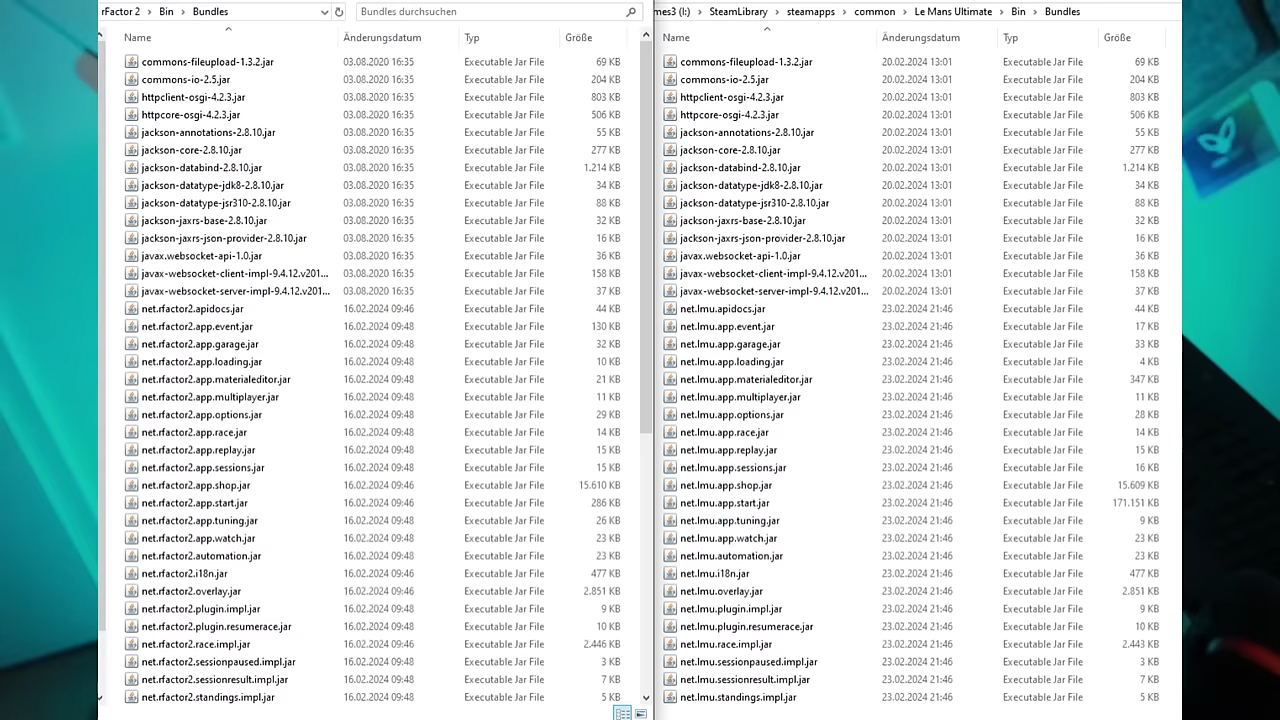 rFactor 2 > Bin > Bundles
Bundles durchsuchen
Name Änderungsdatum Typ Größe
commons-fileupload-1.3.2.jar 03.08.2020 16:35 Executable Jar File 69 KB
commons-io-2.5.jar 03.08.2020 16:35 Executable Jar File 204 KB
httpclient-osgi-4.2.3.jar 03.08.2020 16:35 Executable Jar File 803 KB
httpcore-osgi-4.2.3.jar 03.08.2020 16:35 Executable Jar File 506 KB
jackson-annotations-2.8.10.jar 03.08.2020 16:35 Executable Jar File 55 KB
jackson-core-2.8.10.jar 03.08.2020 16:35 Executable Jar File 277 KB
jackson-databind-2.8.10.jar 03.08.2020 16:35 Executable Jar File 1.214 KB
jackson-datatype-jdk8-2.8.10.jar 03.08.2020 16:35 Executable Jar File 34 KB
jackson-datatype-jsr310-2.8.10.jar 03.08.2020 16:35 Executable Jar File 88 KB
jackson-jaxrs-base-2.8.10.jar 03.08.2020 16:35 Executable Jar File 32 KB
jackson-jaxrs-json-provider-2.8.10.jar 03.08.2020 16:35 Executable Jar File 16 KB
javax.websocket-api-1.0.jar 03.08.2020 16:35 Executable Jar File 36 KB
javax-websocket-client-impl-9.4.12.v201... 03.08.2020 16:35 Executable Jar File 158 KB
javax-websocket-server-impl-9.4.12.v201... 03.08.2020 16:35 Executable Jar File 37 KB
net.rfactor2.apidocs.jar 16.02.2024 09:46 Executable Jar File 44 KB
net.rfactor2.app.event.jar 16.02.2024 09:48 Executable Jar File 130 KB
net.rfactor2.app.garage.jar 16.02.2024 09:48 Executable Jar File 32 KB
net.rfactor2.app.loading.jar 16.02.2024 09:48 Executable Jar File 10 KB
net.rfactor2.app.materialeditor.jar 16.02.2024 09:48 Executable Jar File 21 KB
net.rfactor2.app.multiplayer.jar 16.02.2024 09:48 Executable Jar File 11 KB
net.rfactor2.app.options.jar 16.02.2024 09:48 Executable Jar File 29 KB
net.rfactor2.app.race.jar 16.02.2024 09:48 Executable Jar File 14 KB
net.rfactor2.app.replay.jar 16.02.2024 09:48 Executable Jar File 15 KB
net.rfactor2.app.sessions.jar 16.02.2024 09:48 Executable Jar File 15 KB
net.rfactor2.app.shop.jar 16.02.2024 09:46 Executable Jar File 15.610 KB
net.rfactor2.app.start.jar 16.02.2024 09:48 Executable Jar File 286 KB
net.rfactor2.app.tuning.jar 16.02.2024 09:48 Executable Jar File 26 KB
net.rfactor2.app.watch.jar 16.02.2024 09:48 Executable Jar File 23 KB
net.rfactor2.automation.jar 16.02.2024 09:48 Executable Jar File 23 KB
net.rfactor2.i18n.jar 16.02.2024 09:46 Executable Jar File 477 KB
net.rfactor2.overlay.jar 16.02.2024 09:46 Executable Jar File 2.851 KB
net.rfactor2.plugin.impl.jar 16.02.2024 09:48 Executable Jar File 9 KB
net.rfactor2.plugin.resumerace.jar 16.02.2024 09:48 Executable Jar File 10 KB
net.rfactor2.race.impl.jar 16.02.2024 09:48 Executable Jar File 2.446 KB
net.rfactor2.sessionpaused.impl.jar 16.02.2024 09:48 Executable Jar File 3 KB
net.rfactor2.sessionresult.impl.jar 16.02.2024 09:48 Executable Jar File 7 KB
net.rfactor2.standings.impl.jar 16.02.2024 09:48 Executable Jar File 5 KB
mes3 (I:) > SteamLibrary > steamapps > common > Le Mans Ultimate > Bin > Bundles
Name Änderungsdatum Typ Größe
commons-fileupload-1.3.2.jar 20.02.2024 13:01 Executable Jar File 69 KB
commons-io-2.5.jar 20.02.2024 13:01 Executable Jar File 204 KB
httpclient-osgi-4.2.3.jar 20.02.2024 13:01 Executable Jar File 803 KB
httpcore-osgi-4.2.3.jar 20.02.2024 13:01 Executable Jar File 506 KB
jackson-annotations-2.8.10.jar 20.02.2024 13:01 Executable Jar File 55 KB
jackson-core-2.8.10.jar 20.02.2024 13:01 Executable Jar File 277 KB
jackson-databind-2.8.10.jar 20.02.2024 13:01 Executable Jar File 1.214 KB
jackson-datatype-jdk8-2.8.10.jar 20.02.2024 13:01 Executable Jar File 34 KB
jackson-datatype-jsr310-2.8.10.jar 20.02.2024 13:01 Executable Jar File 88 KB
jackson-jaxrs-base-2.8.10.jar 20.02.2024 13:01 Executable Jar File 32 KB
jackson-jaxrs-json-provider-2.8.10.jar 20.02.2024 13:01 Executable Jar File 16 KB
javax.websocket-api-1.0.jar 20.02.2024 13:01 Executable Jar File 36 KB
javax-websocket-client-impl-9.4.12.v201... 20.02.2024 13:01 Executable Jar File 158 KB
javax-websocket-server-impl-9.4.12.v201... 20.02.2024 13:01 Executable Jar File 37 KB
net.lmu.apidocs.jar 23.02.2024 21:46 Executable Jar File 44 KB
net.lmu.app.event.jar 23.02.2024 21:46 Executable Jar File 17 KB
net.lmu.app.garage.jar 23.02.2024 21:46 Executable Jar File 33 KB
net.lmu.app.loading.jar 23.02.2024 21:46 Executable Jar File 4 KB
net.lmu.app.materialeditor.jar 23.02.2024 21:46 Executable Jar File 347 KB
net.lmu.app.multiplayer.jar 23.02.2024 21:46 Executable Jar File 11 KB
net.lmu.app.options.jar 23.02.2024 21:46 Executable Jar File 28 KB
net.lmu.app.race.jar 23.02.2024 21:46 Executable Jar File 14 KB
net.lmu.app.replay.jar 23.02.2024 21:46 Executable Jar File 15 KB
net.lmu.app.sessions.jar 23.02.2024 21:46 Executable Jar File 16 KB
net.lmu.app.shop.jar 23.02.2024 21:46 Executable Jar File 15.609 KB
net.lmu.app.start.jar 23.02.2024 21:46 Executable Jar File 171.151 KB
net.lmu.app.tuning.jar 23.02.2024 21:46 Executable Jar File 9 KB
net.lmu.app.watch.jar 23.02.2024 21:46 Executable Jar File 23 KB
net.lmu.automation.jar 23.02.2024 21:46 Executable Jar File 23 KB
net.lmu.i18n.jar 23.02.2024 21:46 Executable Jar File 477 KB
net.lmu.overlay.jar 23.02.2024 21:46 Executable Jar File 2.851 KB
net.lmu.plugin.impl.jar 23.02.2024 21:46 Executable Jar File 9 KB
net.lmu.plugin.resumerace.jar 23.02.2024 21:46 Executable Jar File 10 KB
net.lmu.race.impl.jar 23.02.2024 21:46 Executable Jar File 2.443 KB
net.lmu.sessionpaused.impl.jar 23.02.2024 21:46 Executable Jar File 3 KB
net.lmu.sessionresult.impl.jar 23.02.2024 21:46 Executable Jar File 7 KB
net.lmu.standings.impl.jar 23.02.2024 21:46 Executable Jar File 5 KB